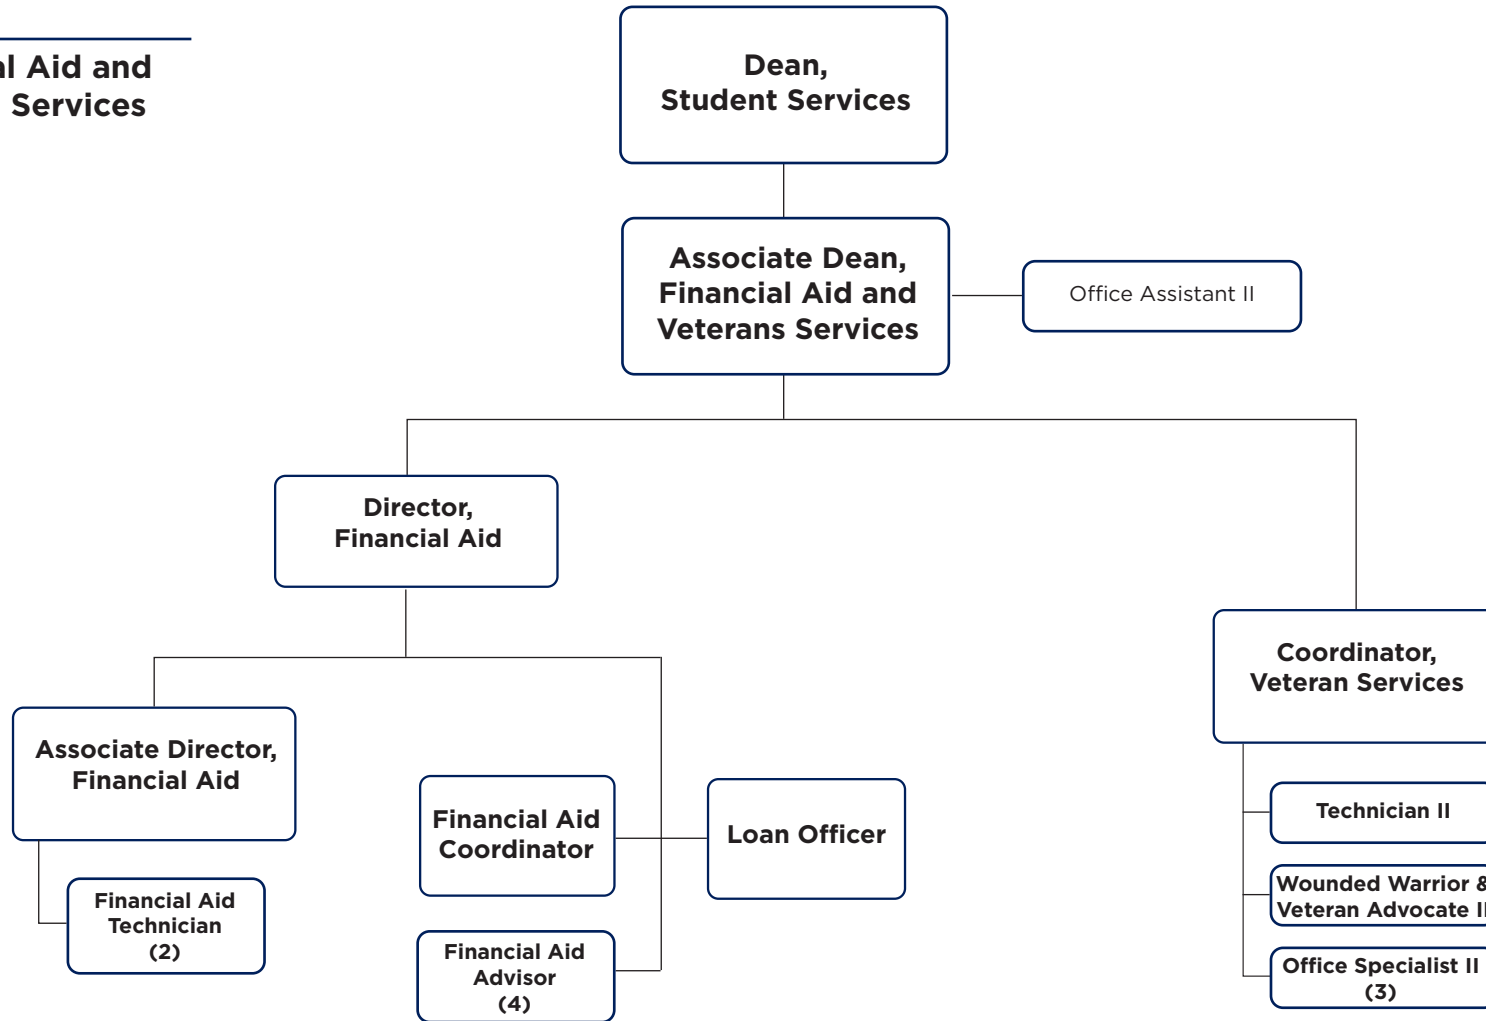 al Aid and
Services
Dean,
Student Services
Associate Dean,
Financial Aid and
Veterans Services
Office Assistant II
Director,
Financial Aid
Coordinator,
Veteran Services
Associate Director,
Financial Aid
Financial Aid
Coordinator
Loan Officer
Technician II
Financial Aid
Technician
(2)
Wounded Warrior &
Veteran Advocate II
Financial Aid
Advisor
(4)
Office Specialist II
(3)